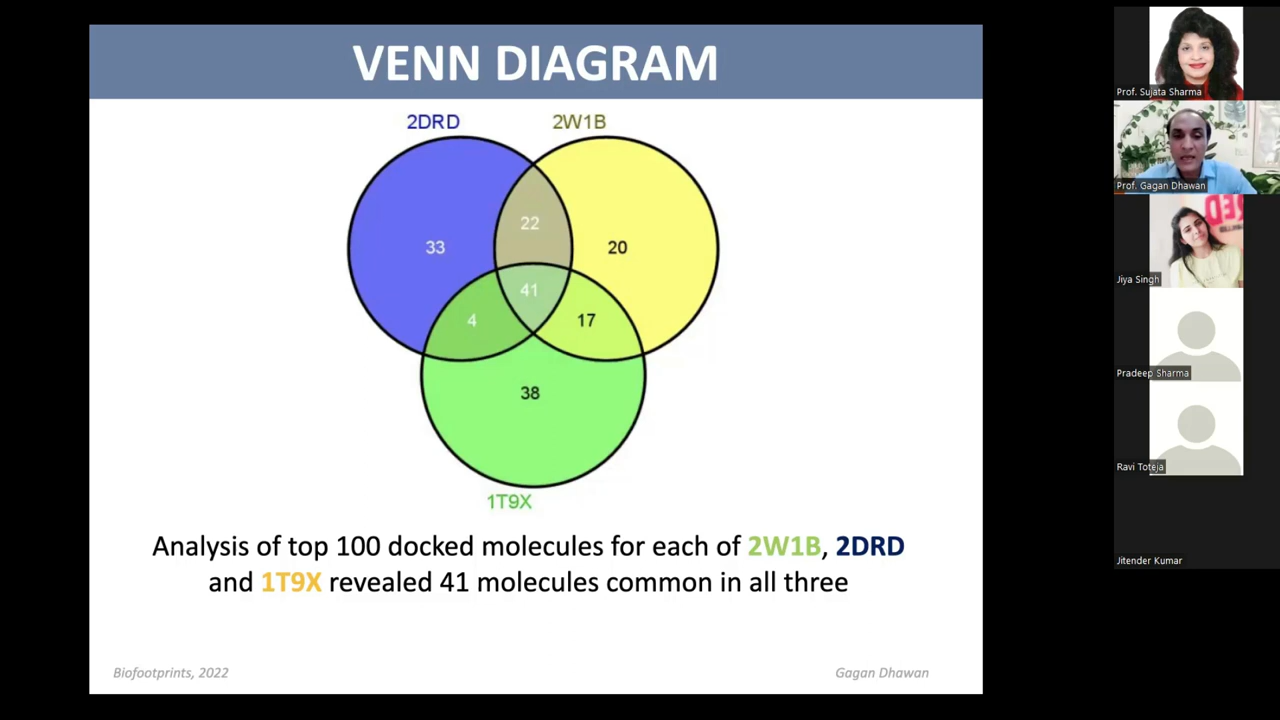 VENN DIAGRAM
2DRD
2W1B
22
33
20
41
4
17
38
1T9X
Analysis of top 100 docked molecules for each of 2W1B, 2DRD
and 1T9X revealed 41 molecules common in all three
Biofootprints, 2022
Gagan Dhawan
Prof. Sujata Sharma
Prof. Gagan Dhawan
Jiya Singh
Pradeep Sharma
Ravi Toteja
Jitender Kumar